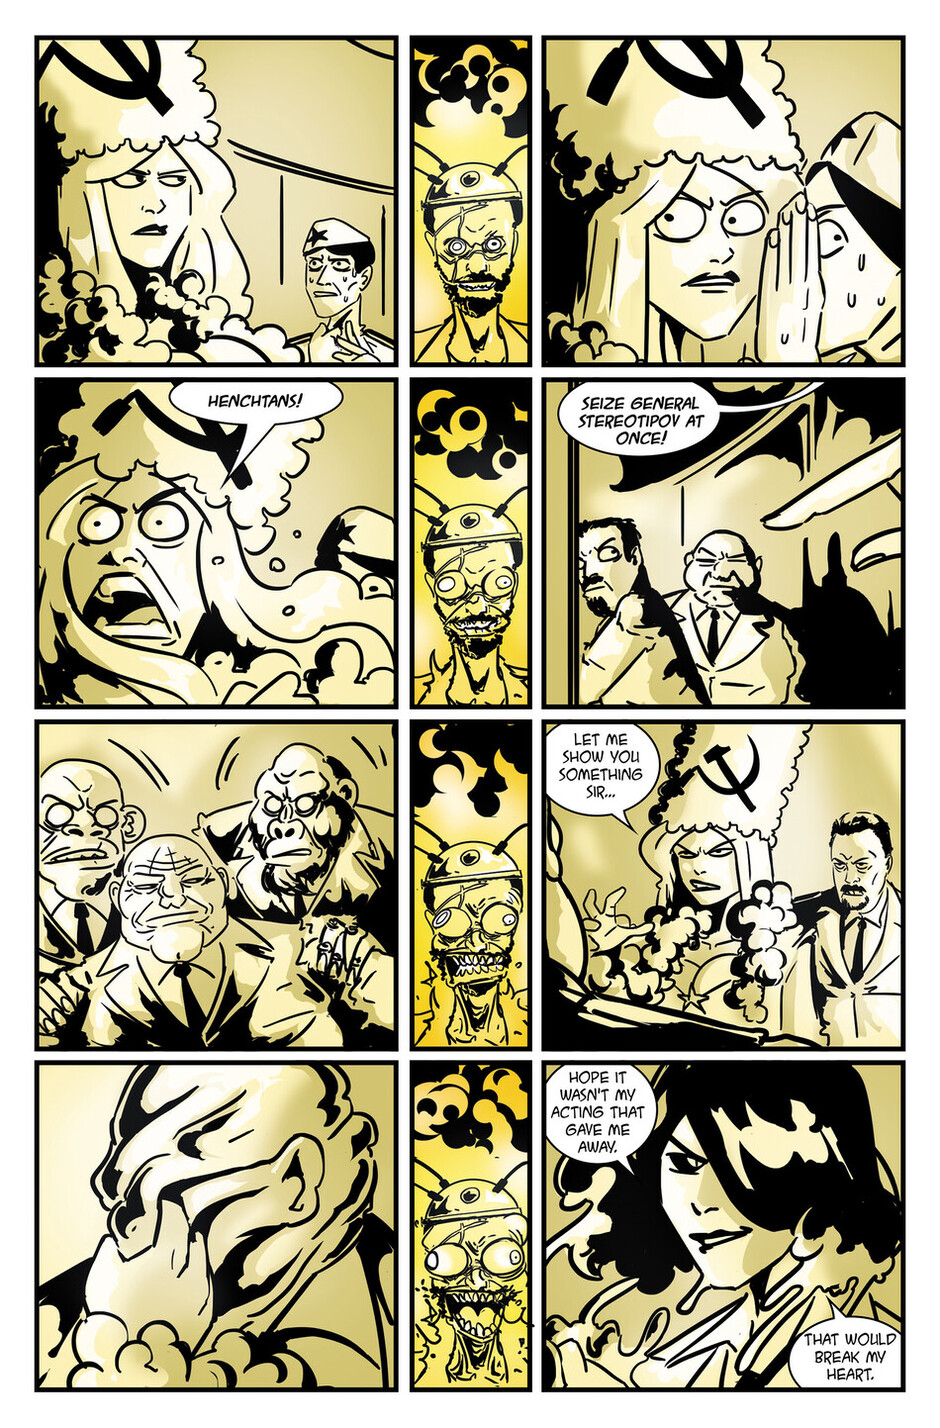 HENCHTANS!
SEIZE GENERAL
STEREOTIPOV AT
ONCE!
LET ME
SHOW YOU
SOMETHING
SIR...
HOPE IT
WASN'T MY
ACTING THAT
GAVE ME
AWAY.
THAT WOULD
BREAK MY
HEART.